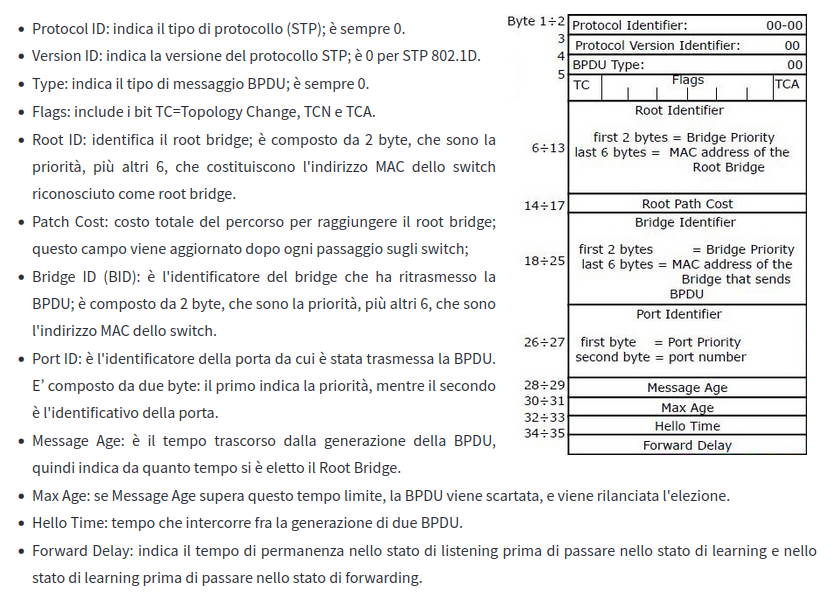 • Protocol ID: indica il tipo di protocollo (STP); è sempre 0.
• Version ID: indica la versione del protocollo STP; è 0 per STP 802.1D.
• Type: indica il tipo di messaggio BPDU; è sempre 0.
• Flags: include i bit TC=Topology Change, TCN e TCA.
• Root ID: identifica il root bridge; è composto da 2 byte, che sono la
priorità, più altri 6, che costituiscono l'indirizzo MAC dello switch
riconosciuto come root bridge.
• Patch Cost: costo totale del percorso per raggiungere il root bridge;
questo campo viene aggiornato dopo ogni passaggio sugli switch;
• Bridge ID (BID): è l'identificatore del bridge che ha ritrasmesso la
BPDU; è composto da 2 byte, che sono la priorità, più altri 6, che sono
l'indirizzo MAC dello switch.
• Port ID: è l'identificatore della porta da cui è stata trasmessa la BPDU.
E’ composto da due byte: il primo indica la priorità, mentre il secondo
è l'identificativo della porta.
• Message Age: è il tempo trascorso dalla generazione della BPDU,
quindi indica da quanto tempo si è eletto il Root Bridge.
• Max Age: se Message Age supera questo tempo limite, la BPDU viene scartata, e viene rilanciata l'elezione.
• Hello Time: tempo che intercorre fra la generazione di due BPDU.
• Forward Delay: indica il tempo di permanenza nello stato di listening prima di passare nello stato di learning e nello
stato di learning prima di passare nello stato di forwarding.
Byte 1÷2 Protocol Identifier: 00-00
3 Protocol Version Identifier: 00
4 BPDU Type: 00
5 TC Flags TCA
Root Identifier
first 2 bytes = Bridge Priority
6÷13 last 6 bytes = MAC address of the
Root Bridge
14÷17 Root Path Cost
Bridge Identifier
first 2 bytes = Bridge Priority
18÷25 last 6 bytes = MAC address of the
Bridge that sends
BPDU
Port Identifier
26÷27 first byte = Port Priority
second byte = port number
28÷29 Message Age
30÷31 Max Age
32÷33 Hello Time
34÷35 Forward Delay